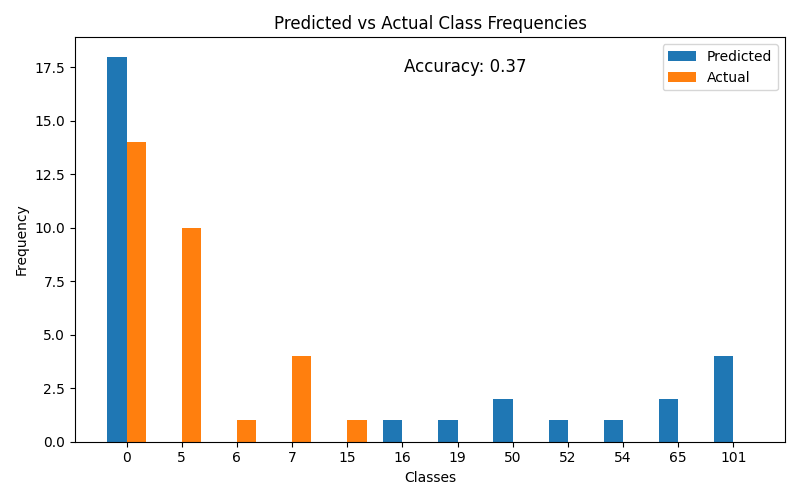 Predicted vs Actual Class Frequencies
Accuracy: 0.37
Predicted
Actual
Frequency
17.5
15.0
12.5
10.0
7.5
5.0
2.5
0.0
0 5 6 7 15 16 19 50 52 54 65 101
Classes